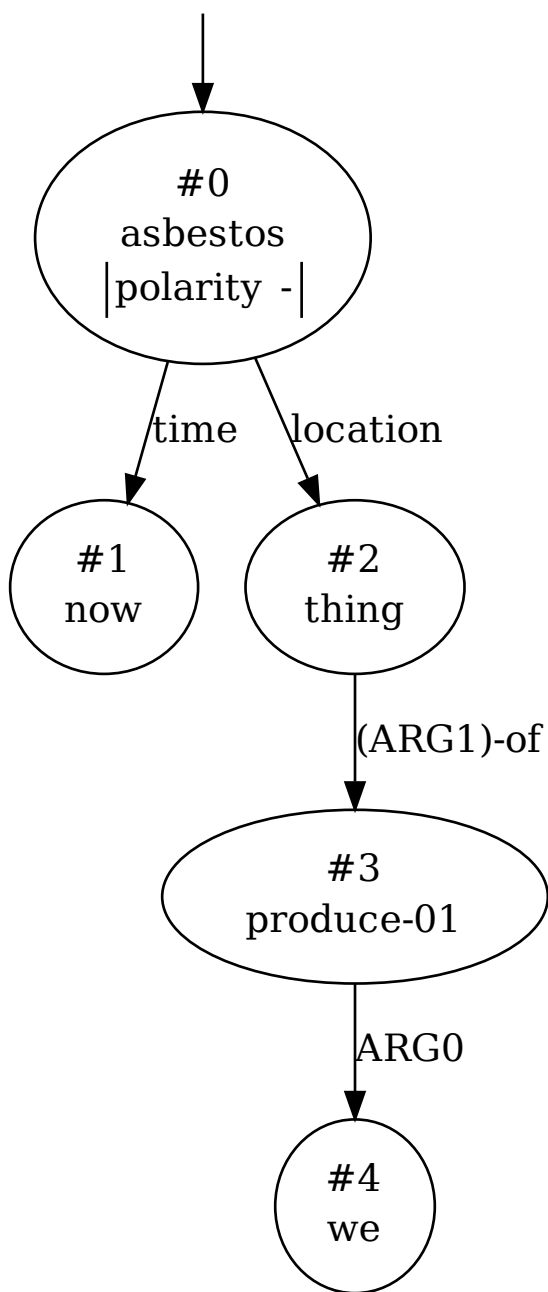 #0
asbestos
|polarity -|
time
location
#1
now
#2
thing
(ARG1)-of
#3
produce-01
ARG0
#4
we